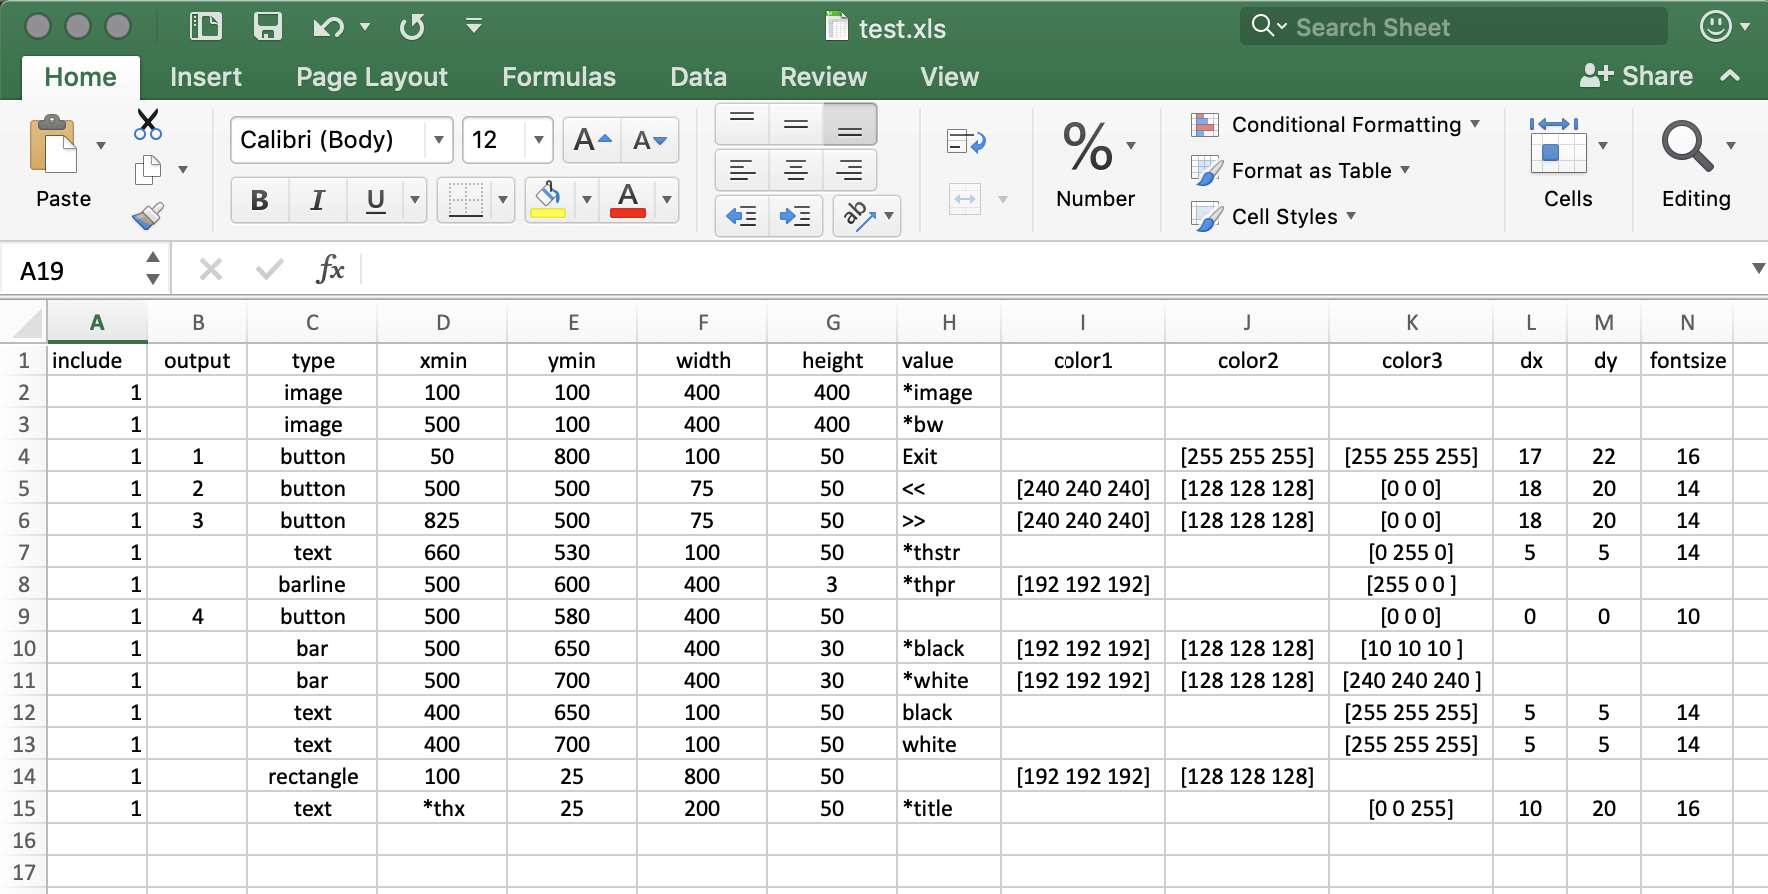 test.xls
Search Sheet
Home Insert Page Layout Formulas Data Review View Share
Calibri (Body) 12 A A
Conditional Formatting
% 
Format as Table
Paste B I U A ab Number Cells Editing
Cell Styles
A19 fx
A B C D E F G H I J K L M N
1 include output type xmin ymin width height value color1 color2 color3 dx dy fontsize
2 1 image 100 100 400 400 *image
3 1 image 500 100 400 400 *bw
4 1 1 button 50 800 100 50 Exit [255 255 255] [255 255 255] 17 22 16
5 1 2 button 500 500 75 50 << [240 240 240] [128 128 128] [0 0 0] 18 20 14
6 1 3 button 825 500 75 50 >> [240 240 240] [128 128 128] [0 0 0] 18 20 14
7 1 text 660 530 100 50 *thstr [0 255 0] 5 5 14
8 1 barline 500 600 400 3 *thpr [192 192 192] [255 0 0 ]
9 1 4 button 500 580 400 50 [0 0 0] 0 0 10
10 1 bar 500 650 400 30 *black [192 192 192] [128 128 128] [10 10 10 ]
11 1 bar 500 700 400 30 *white [192 192 192] [128 128 128] [240 240 240 ]
12 1 text 400 650 100 50 black [255 255 255] 5 5 14
13 1 text 400 700 100 50 white [255 255 255] 5 5 14
14 1 rectangle 100 25 800 50 [192 192 192] [128 128 128]
15 1 text *thx 25 200 50 *title [0 0 255] 10 20 16
16
17